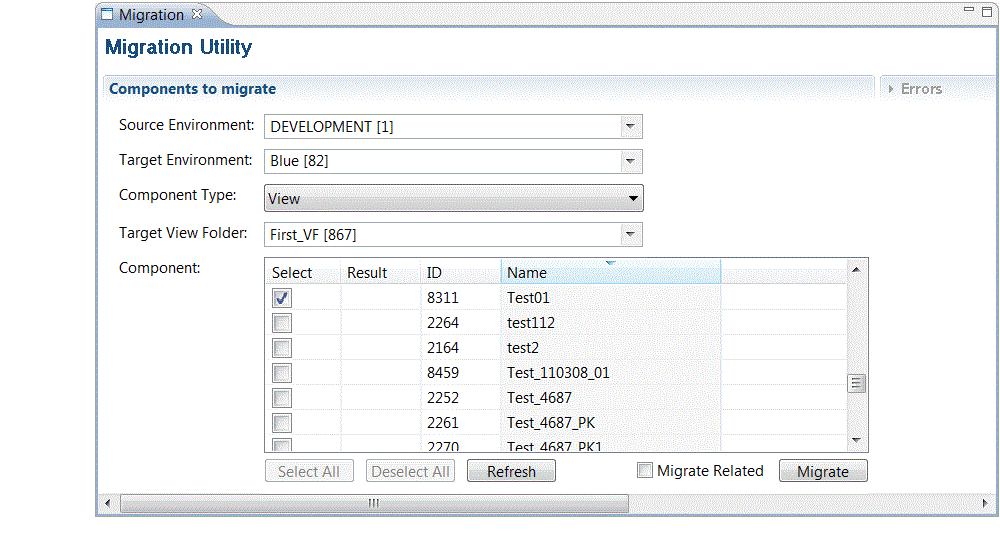 Migration
Migration Utility
Components to migrate
Errors
Source Environment: DEVELOPMENT [1]
Target Environment: Blue [82]
Component Type: View
Target View Folder: First_VF [867]
Component:
Select Result ID Name
8311 Test01
2264 test112
2164 test2
8459 Test_110308_01
2252 Test_4687
2261 Test_4687_PK
2270 Test_4687_PK1
Select All Deselect All Refresh Migrate Related Migrate